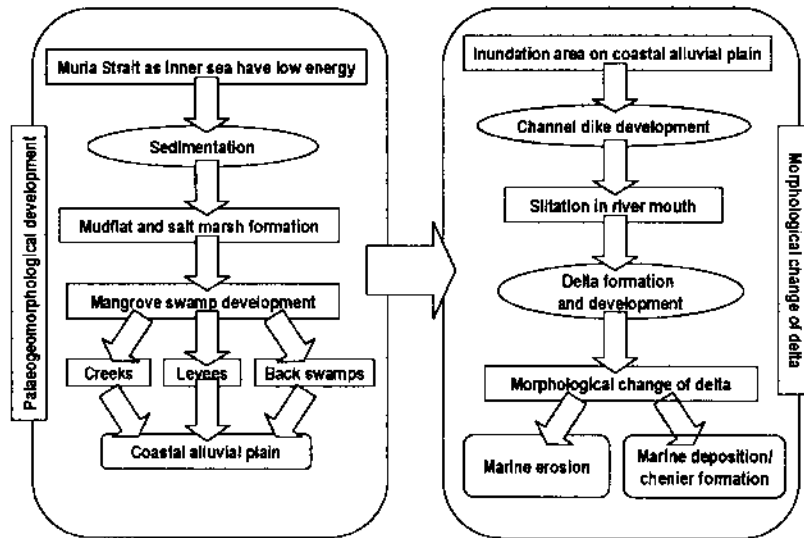 Palaeogeomorphological development
Muria Strait as Inner sea have low energy
Sedimentation
Mudflat and salt marsh formation
Mangrove swamp development
Creeks
Levees
Back swamps
Coastal alluvial plain
Inundation area on coastal alluvial plain
Channel dike development
Siltation in river mouth
Delta formation
and development
Morphological change of delta
Marine erosion
Marine deposition/
chenier formation
Morphological change
of delta